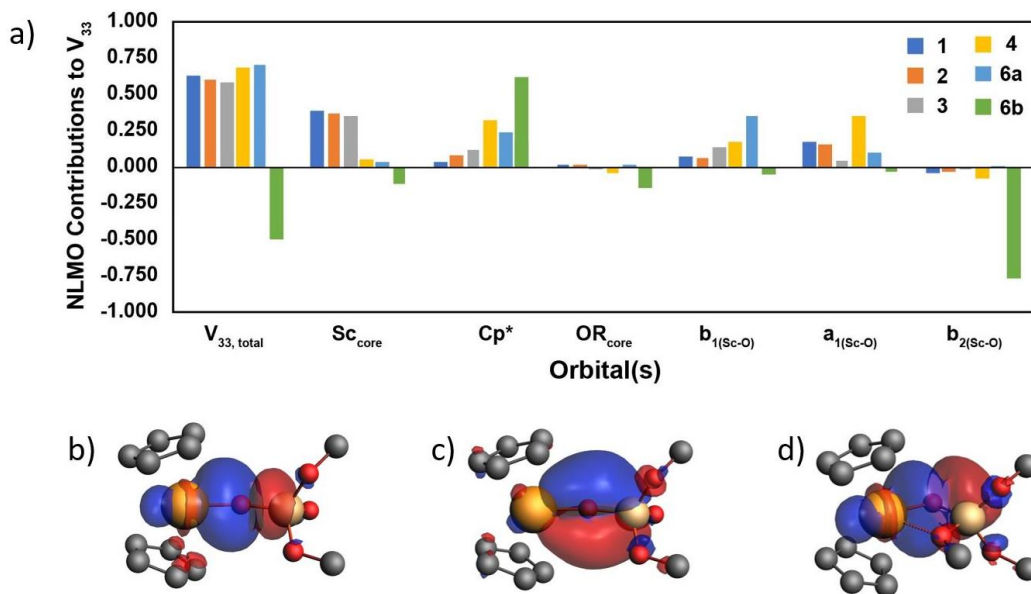 a)
NLMO Contributions to V33
1.000
0.750
0.500
0.250
0.000
-0.250
-0.500
-0.750
-1.000
1 4
2 6a
3 6b
V33, total Sccore Cp* ORcore b1(Sc-O) a1(Sc-O) b2(Sc-O)
Orbital(s)
b) c) d)